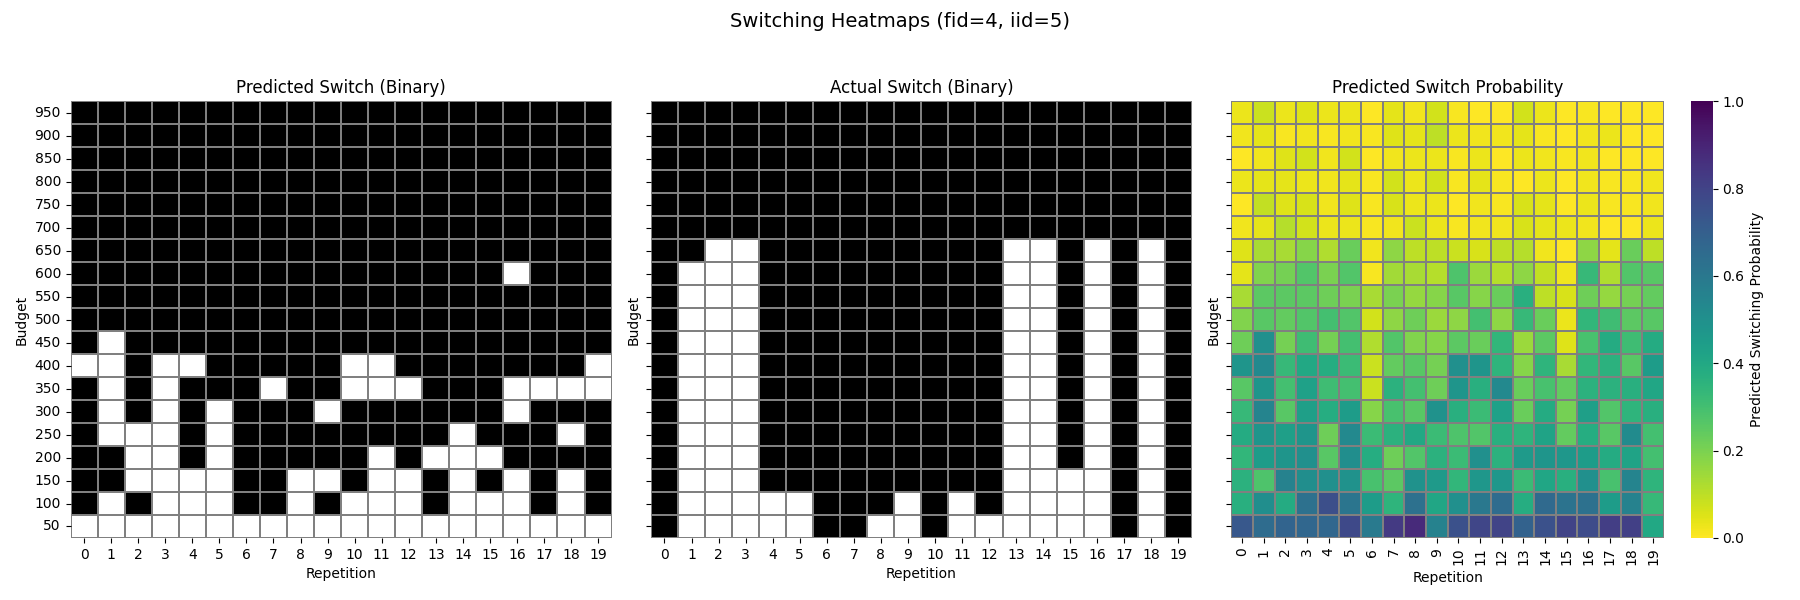 Switching Heatmaps (fid=4, iid=5)
Predicted Switch (Binary)
Actual Switch (Binary)
Predicted Switch Probability
Budget
950
900
850
800
750
700
650
600
550
500
450
400
350
300
250
200
150
100
50
0 1 2 3 4 5 6 7 8 9 10 11 12 13 14 15 16 17 18 19
Repetition
Budget
0 1 2 3 4 5 6 7 8 9 10 11 12 13 14 15 16 17 18 19
Repetition
Budget
0 1 2 3 4 5 6 7 8 9 10 11 12 13 14 15 16 17 18 19
Repetition
1.0
0.8
0.6
0.4
0.2
0.0
Predicted Switching Probability